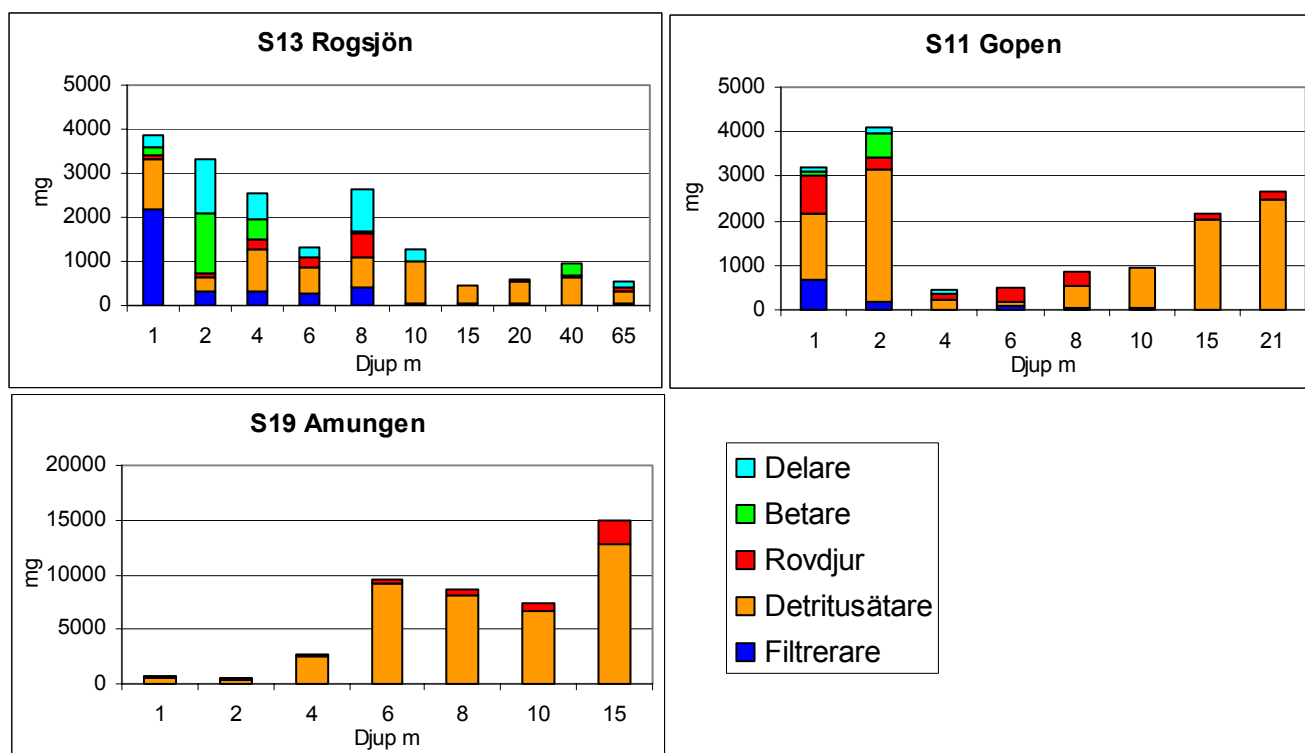 S13 Rogsjön
5000
4000
3000
2000
1000
0
mg
1 2 4 6 8 10 15 20 40 65
Djup m
S11 Gopen
5000
4000
3000
2000
1000
0
mg
1 2 4 6 8 10 15 21
Djup m
S19 Amungen
20000
15000
10000
5000
0
mg
1 2 4 6 8 10 15
Djup m
Delare
Betare
Rovdjur
Detritusätare
Filtrerare